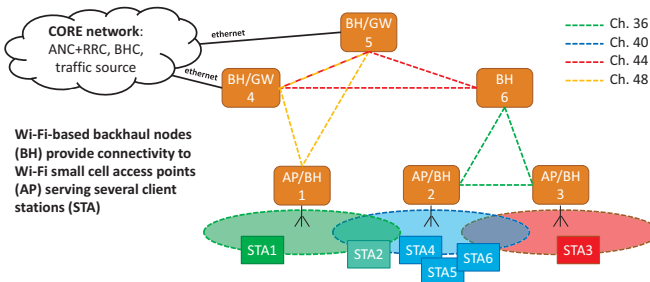 CORE network:
ANC+RRC, BHC,
traffic source
ethernet
ethernet
BH/GW
5
BH/GW
4
BH
6
Ch. 36
Ch. 40
Ch. 44
Ch. 48
Wi-Fi-based backhaul nodes
(BH) provide connectivity to
Wi-Fi small cell access points
(AP) serving several client
stations (STA)
AP/BH
1
AP/BH
2
AP/BH
3
STA1
STA2
STA4
STA5
STA6
STA3